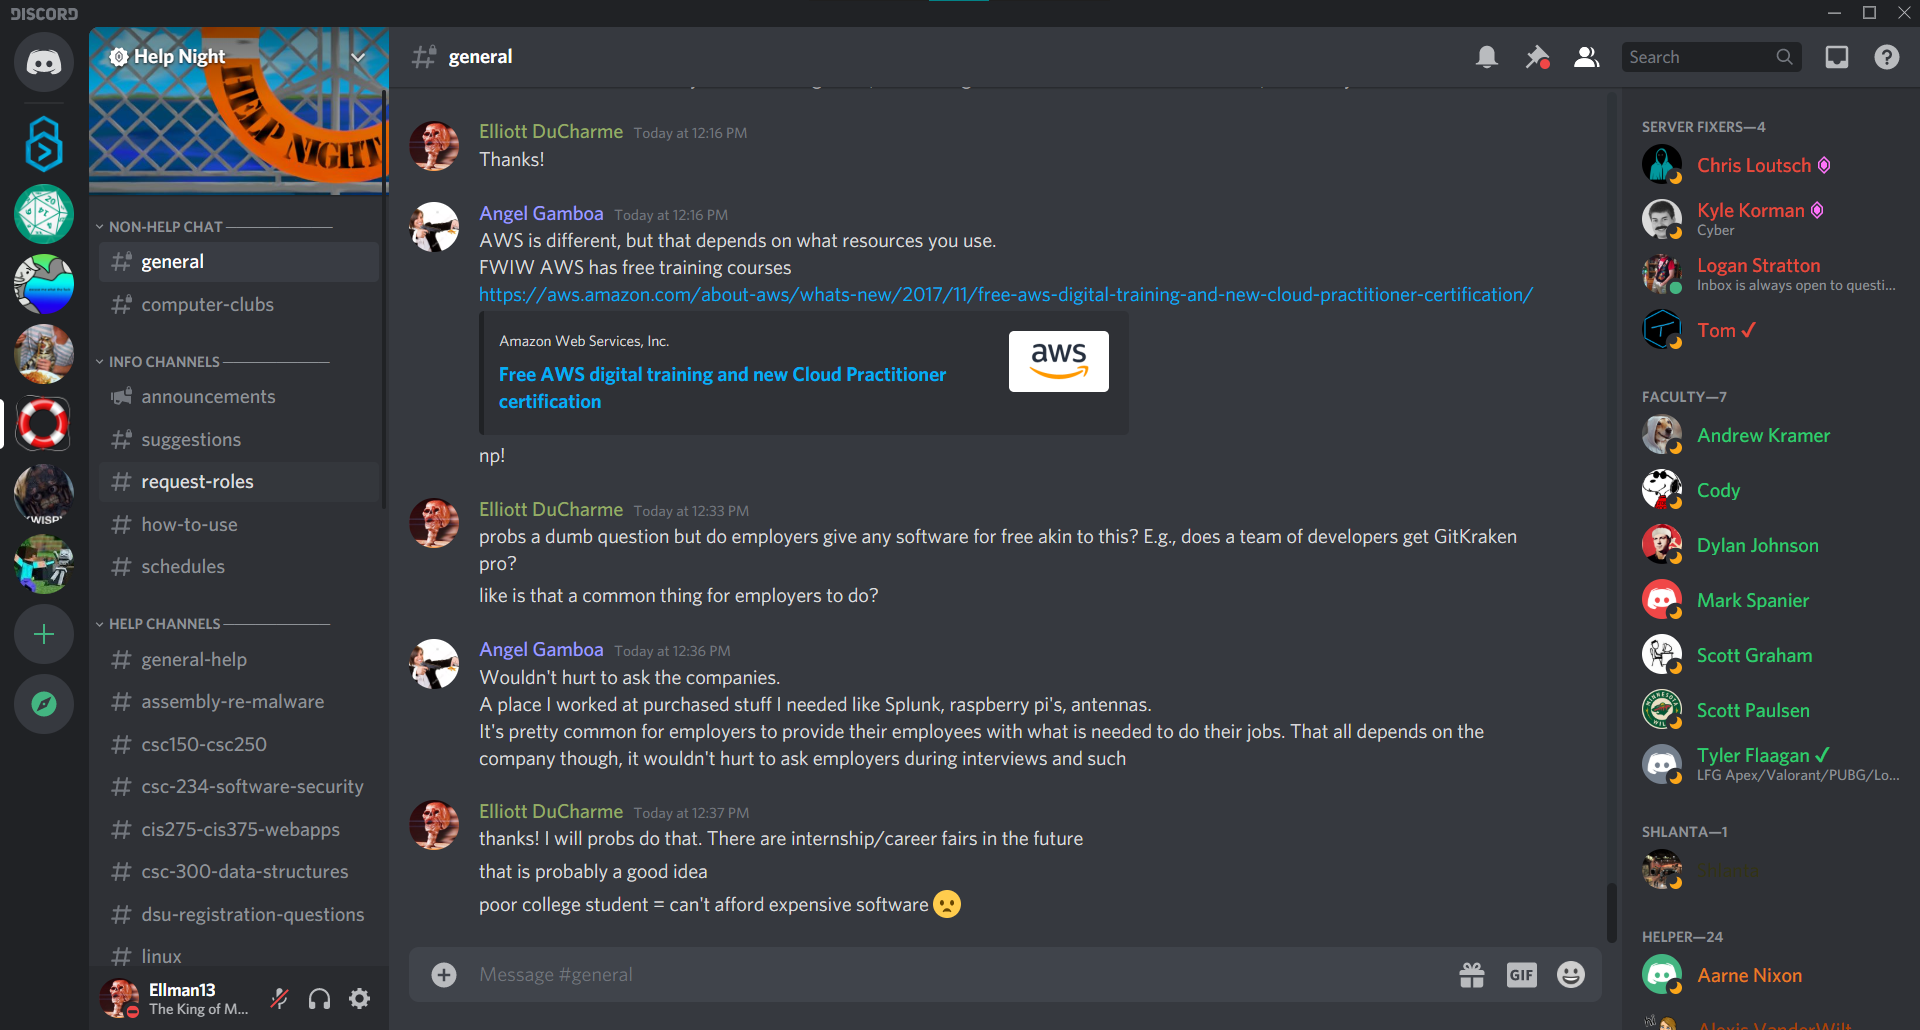 DISCORD
Help Night
HELP NIGHT
NON-HELP CHAT
general
computer-clubs
INFO CHANNELS
announcements
suggestions
request-roles
how-to-use
schedules
HELP CHANNELS
general-help
assembly-re-malware
csc150-csc250
csc-234-software-security
cis275-cis375-webapps
csc-300-data-structures
dsu-registration-questions
linux
Ellman13
The King of M...
general
Search
Elliott DuCharme Today at 12:16 PM
Thanks!
Angel Gamboa Today at 12:16 PM
AWS is different, but that depends on what resources you use.
FWIW AWS has free training courses
https://aws.amazon.com/about-aws/whats-new/2017/11/free-aws-digital-training-and-new-cloud-practitioner-certification/
Amazon Web Services, Inc.
Free AWS digital training and new Cloud Practitioner
certification
aws
np!
Elliott DuCharme Today at 12:33 PM
probs a dumb question but do employers give any software for free akin to this? E.g., does a team of developers get GitKraken
pro?
like is that a common thing for employers to do?
Angel Gamboa Today at 12:36 PM
Wouldn't hurt to ask the companies.
A place I worked at purchased stuff I needed like Splunk, raspberry pi's, antennas.
It's pretty common for employers to provide their employees with what is needed to do their jobs. That all depends on the
company though, it wouldn't hurt to ask employers during interviews and such
Elliott DuCharme Today at 12:37 PM
thanks! I will probs do that. There are internship/career fairs in the future
that is probably a good idea
poor college student = can't afford expensive software
Message #general
GIF
SERVER FIXERS—4
Chris Loutsch
Kyle Korman
Cyber
Logan Stratton
Inbox is always open to questi...
Tom
FACULTY—7
Andrew Kramer
Cody
Dylan Johnson
Mark Spanier
Scott Graham
Scott Paulsen
Tyler Flaagan
LFG Apex/Valorant/PUBG/Lo...
SHLANTA—1
HELPER—24
Aarne Nixon
Alexis VanderWilt